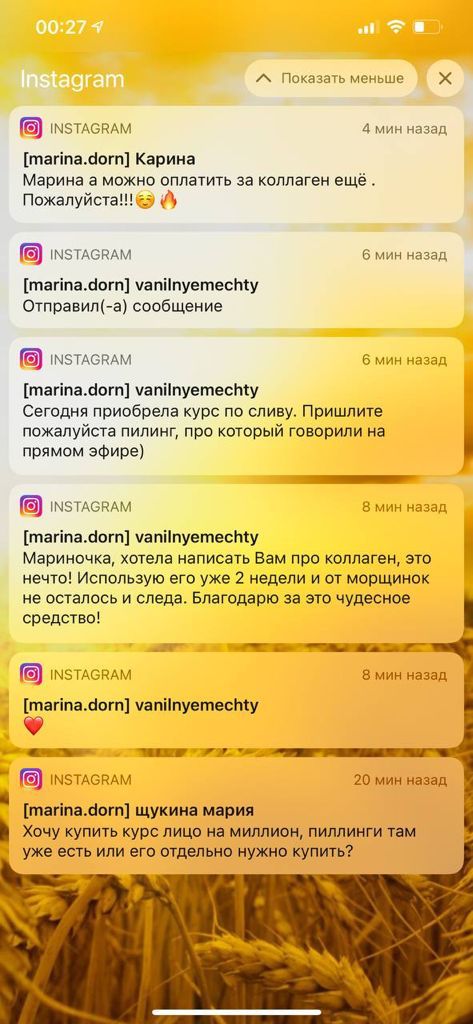 00:27
Instagram
Показать меньше
INSTAGRAM
4 мин назад
[marina.dorn] Карина
Марина а можно оплатить за коллаген ещё .
Пожалуйста!!!☺️🔥
INSTAGRAM
6 мин назад
[marina.dorn] vanilnyemechty
Отправил(-а) сообщение
INSTAGRAM
6 мин назад
[marina.dorn] vanilnyemechty
Сегодня приобрела курс по сливу. Пришлите
пожалуйста пилинг, про который говорили на
прямом эфире)
INSTAGRAM
8 мин назад
[marina.dorn] vanilnyemechty
Мариночка, хотела написать Вам про коллаген, это
нечто! Использую его уже 2 недели и от морщинок
не осталось и следа. Благодарю за это чудесное
средство!
INSTAGRAM
8 мин назад
[marina.dorn] vanilnyemechty
❤️
INSTAGRAM
20 мин назад
[marina.dorn] щукина мария
Хочу купить курс лицо на миллион, пиллинги там
уже есть или его отдельно нужно купить?